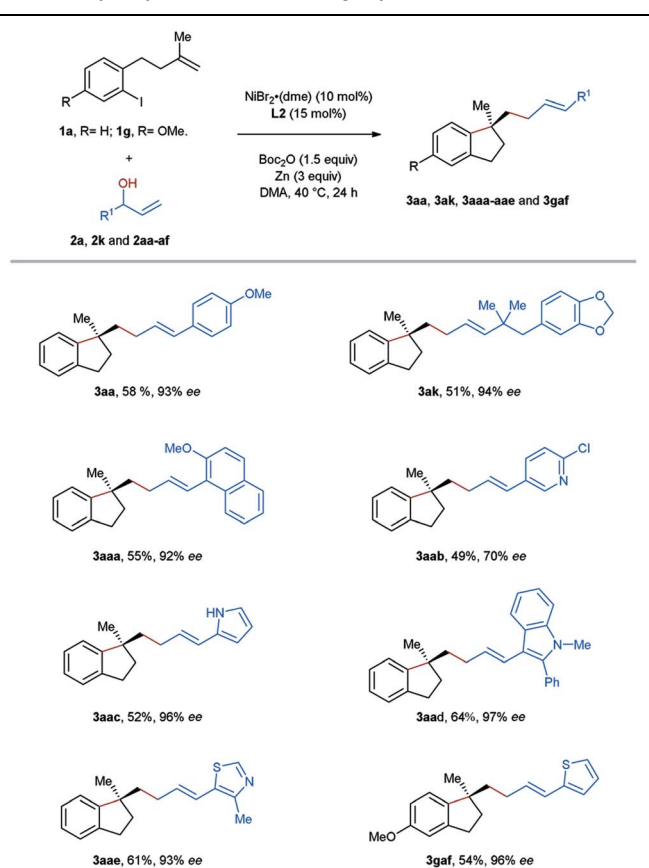 Me
R
I
1a, R= H; 1g, R= OMe.
+
OH
R¹
2a, 2k and 2aa-af
NiBr₂•(dme) (10 mol%)
L2 (15 mol%)
Boc₂O (1.5 equiv)
Zn (3 equiv)
DMA, 40 °C, 24 h
Me
R¹
R
3aa, 3ak, 3aaa-aae and 3gaf
Me
OMe
3aa, 58 %, 93% ee
Me
Me Me
O
O
3ak, 51%, 94% ee
MeO
Me
3aaa, 55%, 92% ee
Me
Cl
N
3aab, 49%, 70% ee
Me
HN
3aac, 52%, 96% ee
Me
N
Me
Ph
3aad, 64%, 97% ee
Me
S
N
Me
3aae, 61%, 93% ee
Me
S
MeO
3gaf, 54%, 96% ee